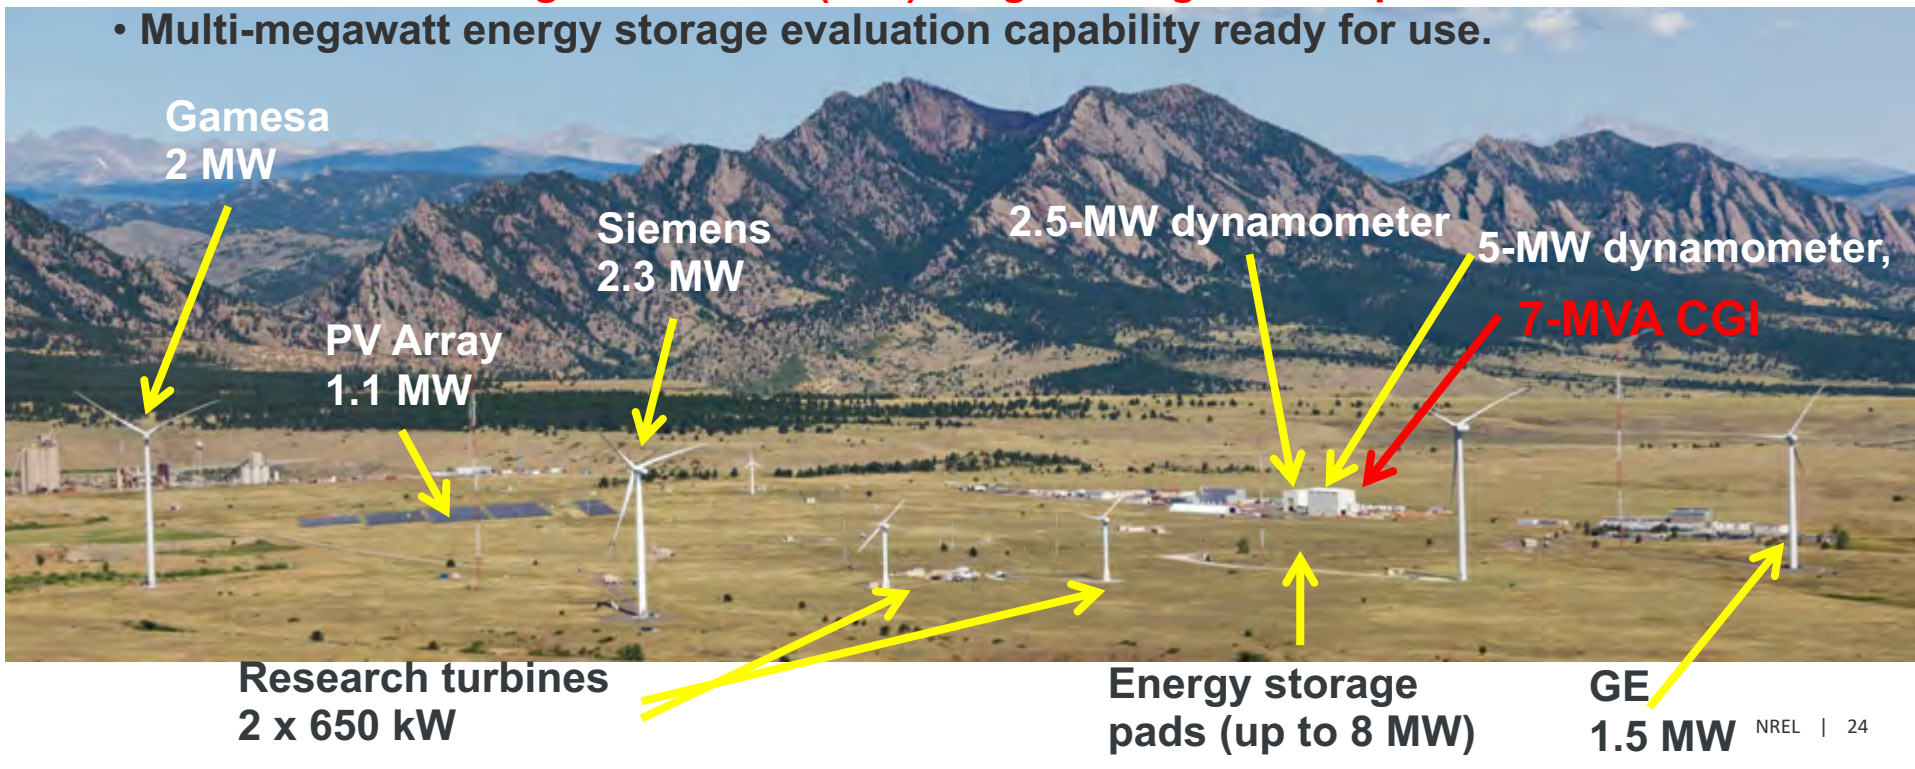 • Multi-megawatt energy storage evaluation capability ready for use.
Gamesa
2 MW
Siemens
2.3 MW
2.5-MW dynamometer
5-MW dynamometer,
7-MVA CGI
PV Array
1.1 MW
Research turbines
2 x 650 kW
Energy storage
pads (up to 8 MW)
GE
1.5 MW
NREL | 24